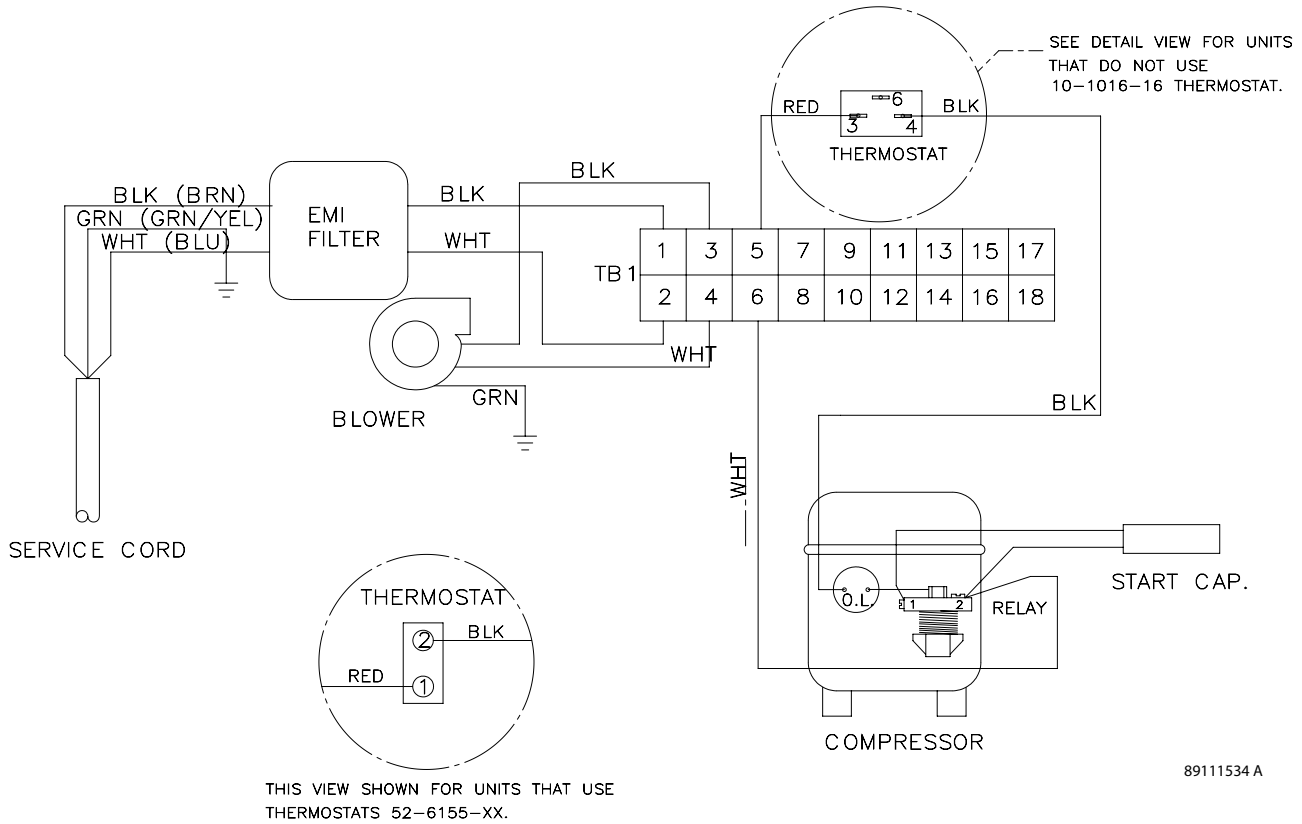 SEE DETAIL VIEW FOR UNITS
THAT DO NOT USE
10-1016-16 THERMOSTAT.
6
RED
BLK
3
4
THERMOSTAT
BLK
BLK (BRN)
BLK
GRN (GRN/YEL)
EMI
FILTER
WHT (BLU)
WHT
1 3 5 7 9 11 13 15 17
TB1
2 4 6 8 10 12 14 16 18
WHT
GRN
BLOWER
BLK
WHT
SERVICE CORD
START CAP.
O.L.
1 2
RELAY
THERMOSTAT
2
BLK
RED
1
COMPRESSOR
89111534 A
THIS VIEW SHOWN FOR UNITS THAT USE
THERMOSTATS 52-6155-XX.